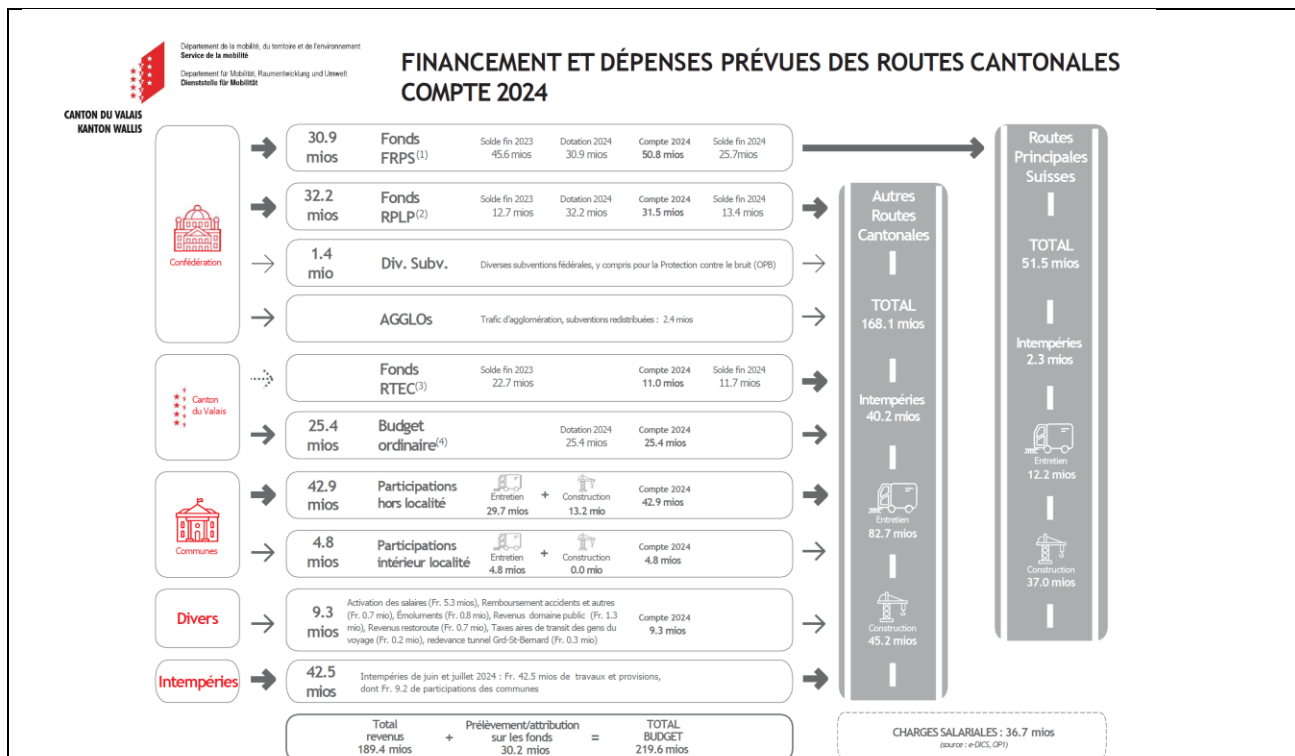 Département de la mobilité, du territoire et de l'environnement
Service de la mobilité
Departement für Mobilität, Raumentwicklung und Umwelt
Dienststelle für Mobilität
CANTON DU VALAIS
KANTON WALLIS
FINANCEMENT ET DÉPENSES PRÉVUES DES ROUTES CANTONALES
COMPTE 2024
Confédération
30.9 mios
Fonds FRPS(1)
Solde fin 2023
45.6 mios
Dotation 2024
30.9 mios
Compte 2024
50.8 mios
Solde fin 2024
25.7mios
32.2 mios
Fonds RPLP(2)
Solde fin 2023
12.7 mios
Dotation 2024
32.2 mios
Compte 2024
31.5 mios
Solde fin 2024
13.4 mios
1.4 mio
Div. Subv.
Diverses subventions fédérales, y compris pour la Protection contre le bruit (OPB)
AGGLOs
Trafic d'agglomération, subventions redistribuées : 2.4 mios
Canton du Valais
Fonds RTEC(3)
Solde fin 2023
22.7 mios
Compte 2024
11.0 mios
Solde fin 2024
11.7 mios
25.4 mios
Budget ordinaire(4)
Dotation 2024
25.4 mios
Compte 2024
25.4 mios
Communes
42.9 mios
Participations hors localité
Entretien
29.7 mios
+
Construction
13.2 mio
Compte 2024
42.9 mios
4.8 mios
Participations intérieur localité
Entretien
4.8 mios
+
Construction
0.0 mio
Compte 2024
4.8 mios
Divers
9.3 mios
Activation des salaires (Fr. 5.3 mios), Remboursement accidents et autres
(Fr. 0.7 mio), Émoluments (Fr. 0.8 mio), Revenus domaine public (Fr. 1.3
mio), Revenus restoroute (Fr. 0.7 mio), Taxes aires de transit des gens du
voyage (Fr. 0.2 mio), redevance tunnel Grd-St-Bernard (Fr. 0.3 mio)
Compte 2024
9.3 mios
Intempéries
42.5 mios
Intempéries de juin et juillet 2024 : Fr. 42.5 mios de travaux et provisions,
dont Fr. 9.2 de participations des communes
Total revenus
189.4 mios
+
Prélèvement/attribution sur les fonds
30.2 mios
=
TOTAL BUDGET
219.6 mios
Autres
Routes
Cantonales
TOTAL
168.1 mios
Intempéries
40.2 mios
Entretien
82.7 mios
Construction
45.2 mios
Routes
Principales
Suisses
TOTAL
51.5 mios
Intempéries
2.3 mios
Entretien
12.2 mios
Construction
37.0 mios
CHARGES SALARIALES : 36.7 mios
(source : e-DICS, OP1)